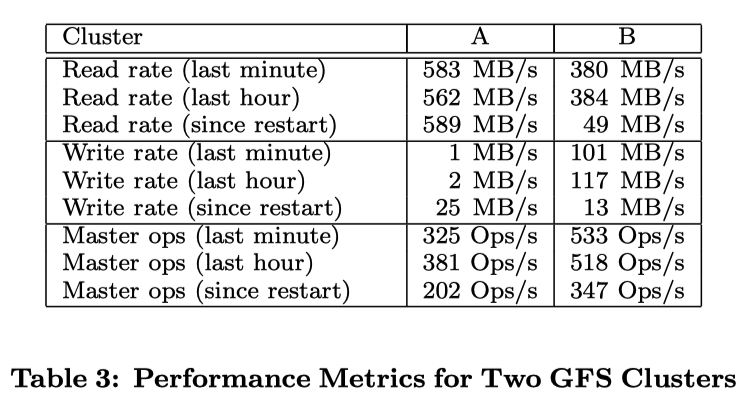 Cluster A B
Read rate (last minute) 583 MB/s 380 MB/s
Read rate (last hour) 562 MB/s 384 MB/s
Read rate (since restart) 589 MB/s 49 MB/s
Write rate (last minute) 1 MB/s 101 MB/s
Write rate (last hour) 2 MB/s 117 MB/s
Write rate (since restart) 25 MB/s 13 MB/s
Master ops (last minute) 325 Ops/s 533 Ops/s
Master ops (last hour) 381 Ops/s 518 Ops/s
Master ops (since restart) 202 Ops/s 347 Ops/s
Table 3: Performance Metrics for Two GFS Clusters